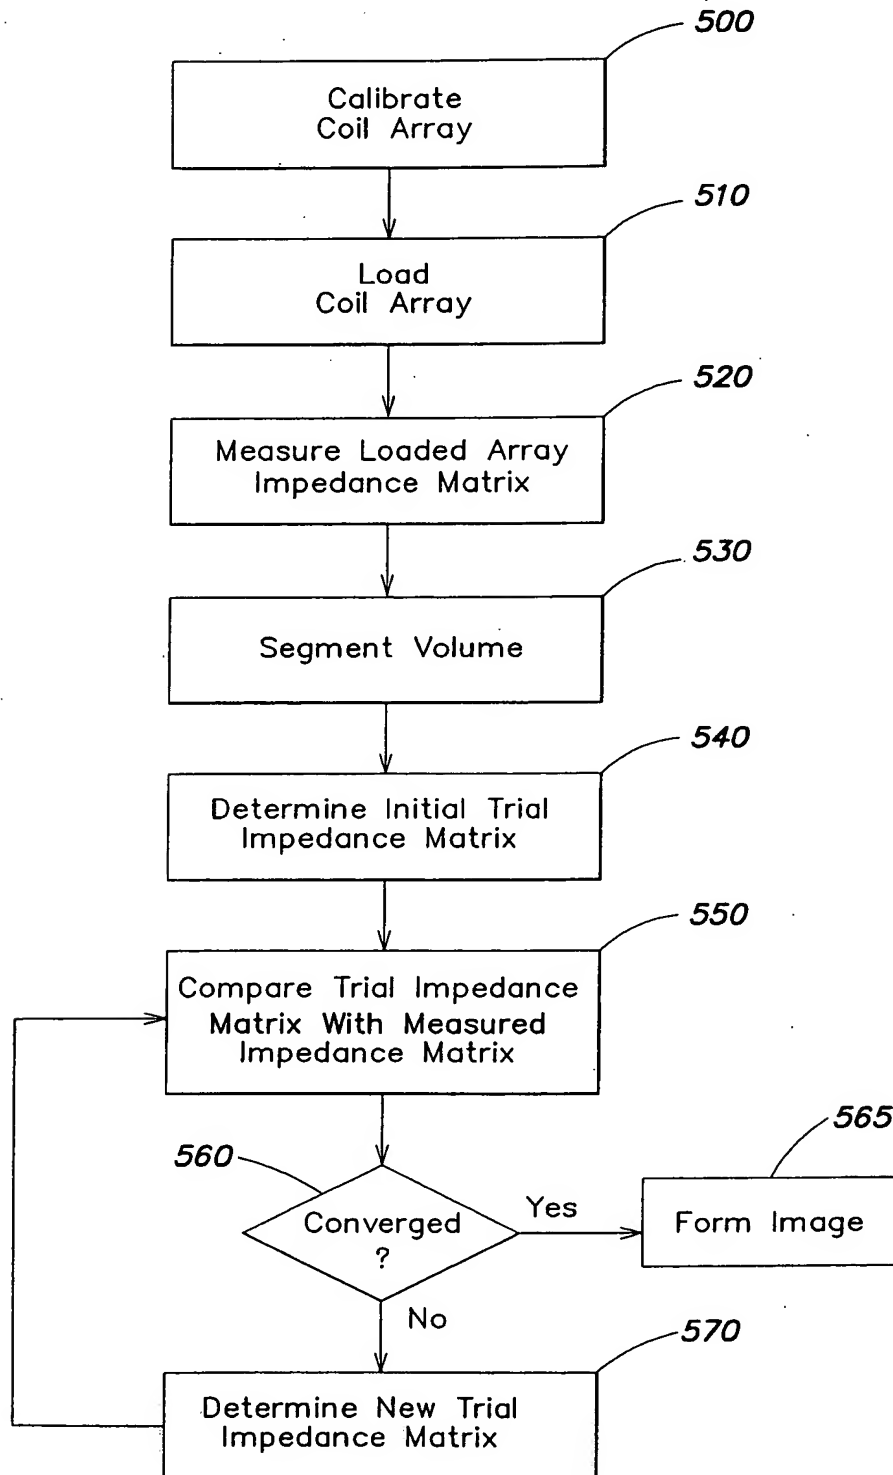 500
Calibrate
Coil Array
510
Load
Coil Array
520
Measure Loaded Array
Impedance Matrix
530
Segment Volume
540
Determine Initial Trial
Impedance Matrix
550
Compare Trial Impedance
Matrix With Measured
Impedance Matrix
565
560
Converged
?
Yes
Form Image
No
570
Determine New Trial
Impedance Matrix